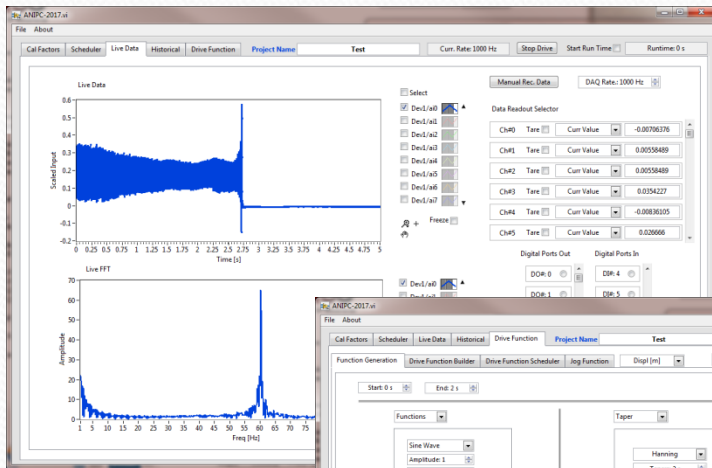 ANIPC-2017.vi
File About
Cal Factors Scheduler Live Data Historical Drive Function Project Name Test Curr. Rate:1000 Hz Stop Drive Start Run Time Runtime: 0 s
Live Data
Scaled Input
0.6
0.5
0.4
0.3
0.2
0.1
0
-0.1
-0.2
0 0.25 0.5 0.75 1 1.25 1.5 1.75 2 2.25 2.5 2.75 3 3.25 3.5 3.75 4 4.25 4.5 4.75 5
Time [s]
Select
Dev1/ai0
Dev1/ai1
Dev1/ai2
Dev1/ai3
Dev1/ai4
Dev1/ai5
Dev1/ai6
Dev1/ai7
Freeze
Manual Rec. Data DAQ Rate.: 1000 Hz
Data Readout Selector
Ch#0 Tare Curr Value -0.00706376
Ch#1 Tare Curr Value 0.00558489
Ch#2 Tare Curr Value 0.00558489
Ch#3 Tare Curr Value 0.0354227
Ch#4 Tare Curr Value -0.00836105
Ch#5 Tare Curr Value 0.026666
Digital Ports Out Digital Ports In
DO#: 0 DI#: 4
DO#: 1 DI#: 5
Live FFT
Amplitude
70
60
50
40
30
20
10
0
1 5 10 15 20 25 30 35 40 45 50 55 60 65 70 75
Freq [Hz]
Dev1/ai0
ANIPC-2017.vi
File About
Cal Factors Scheduler Live Data Historical Drive Function Project Name Test
Function Generation Drive Function Builder Drive Function Scheduler Jog Function Displ [m]
Start: 0 s End: 2 s
Functions Taper
Sine Wave Hanning
Amplitude: 1